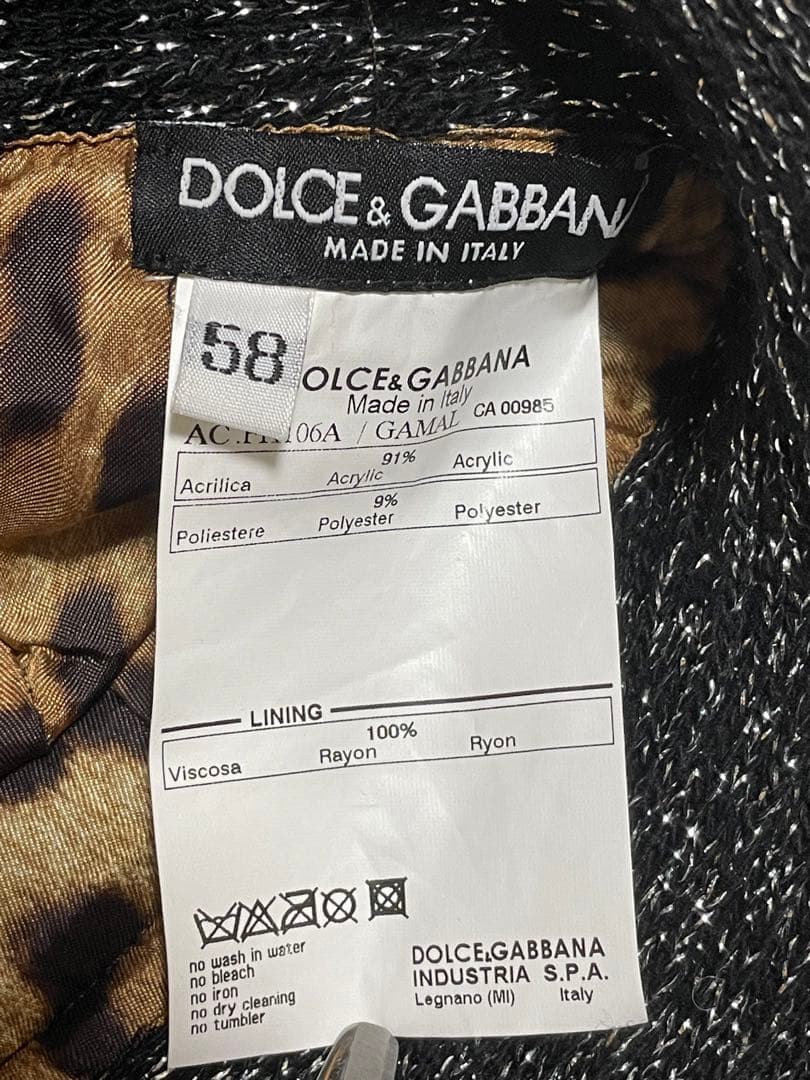 DOLCE & GABBANA
MADE IN ITALY
58
OLCE&GABBANA
Made in Italy
CA 00985
106A / GAMAL
91%
Acrilica Acrylic Acrylic
9%
Poliestere Polyester Polyester
LINING
100%
Viscosa Rayon Ryon
no wash in water
no bleach
no iron
no dry cleaning
no tumbler
DOLCE&GABBANA
INDUSTRIA S.P.A.
Legnano (MI) Italy